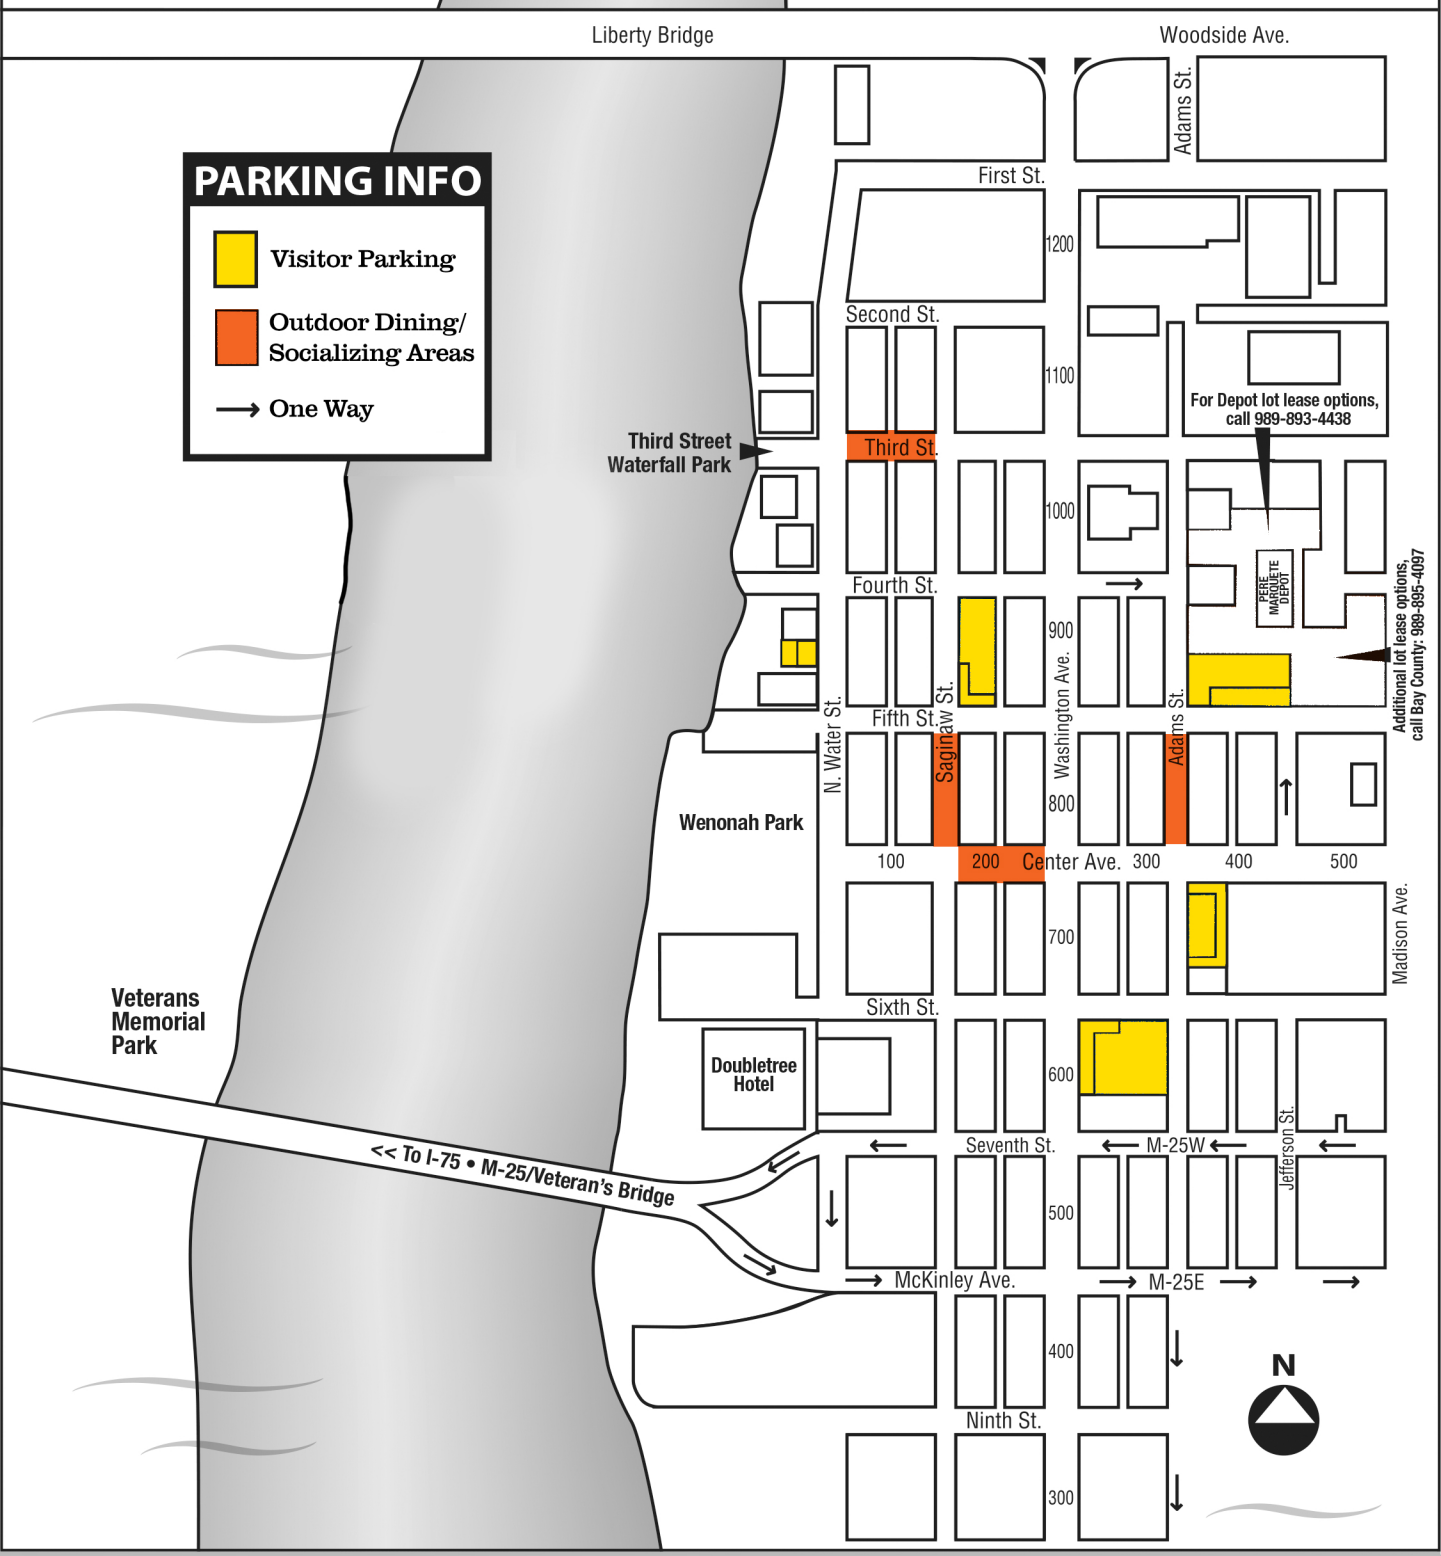 Liberty Bridge
Woodside Ave.
Adams St.
PARKING INFO
Visitor Parking
Outdoor Dining/
Socializing Areas
One Way
First St.
1200
Second St.
1100
For Depot lot lease options,
call 989-893-4438
Third Street
Waterfall Park
Third St.
1000
Fourth St.
PERE
MARQUETE
DEPOT
Additional lot lease options,
call Bay County: 989-895-4097
900
N. Water St.
Fifth St.
Saginaw St.
Washington Ave.
Adams St.
Wenonah Park
800
100
200
Center Ave.
300
400
500
Madison Ave.
700
Veterans
Memorial
Park
Sixth St.
Doubletree
Hotel
600
<< To I-75 • M-25/Veteran's Bridge
Seventh St.
M-25W
Jefferson St.
500
McKinley Ave.
M-25E
400
N
Ninth St.
300